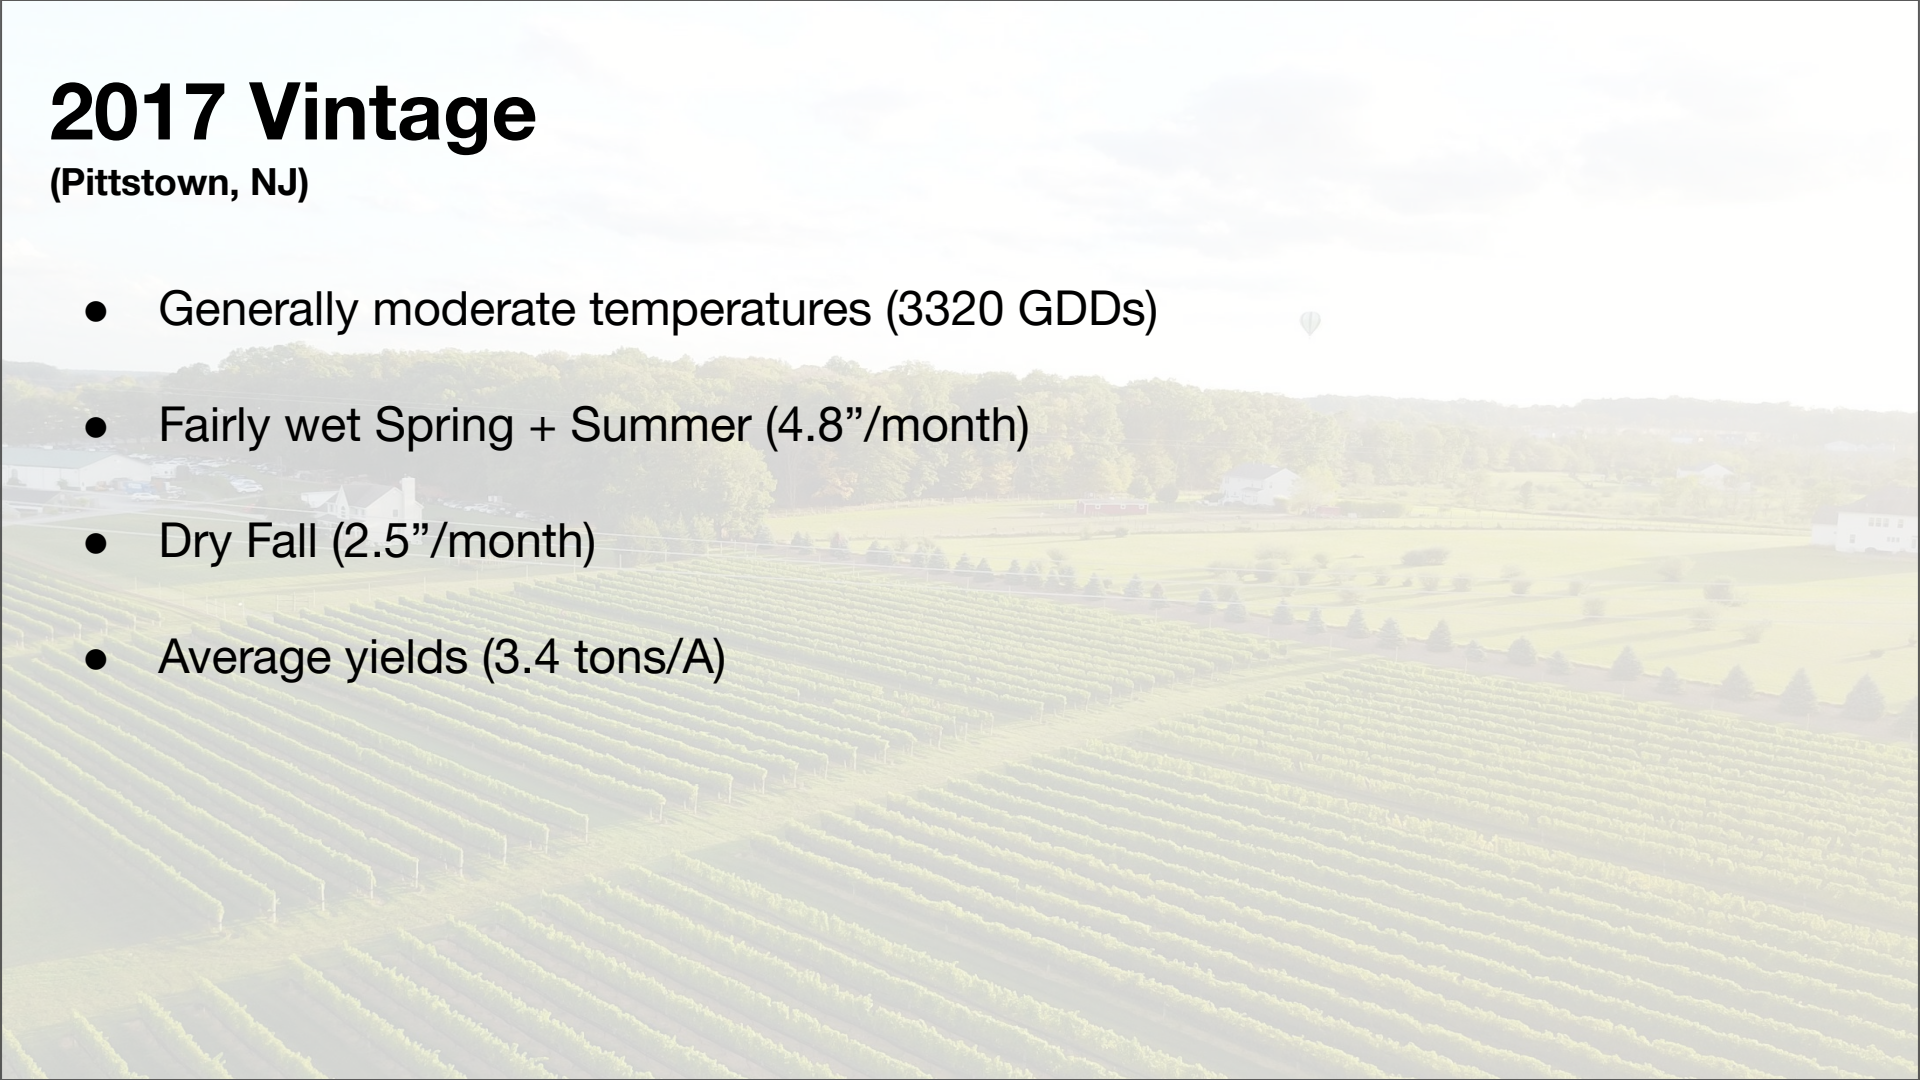 2017 Vintage
(Pittstown, NJ)
● Generally moderate temperatures (3320 GDDs)
● Fairly wet Spring + Summer (4.8”/month)
● Dry Fall (2.5”/month)
● Average yields (3.4 tons/A)